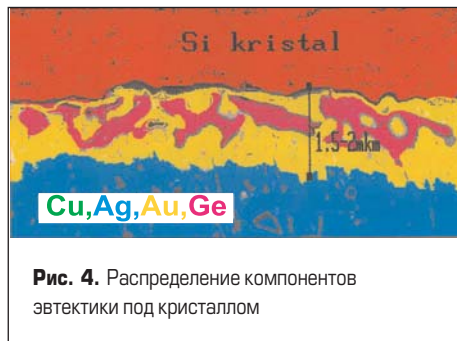 Si kristal
1.5-2mkm
Cu,Ag,Au,Ge
Рис. 4. Распределение компонентов
эвтектики под кристаллом